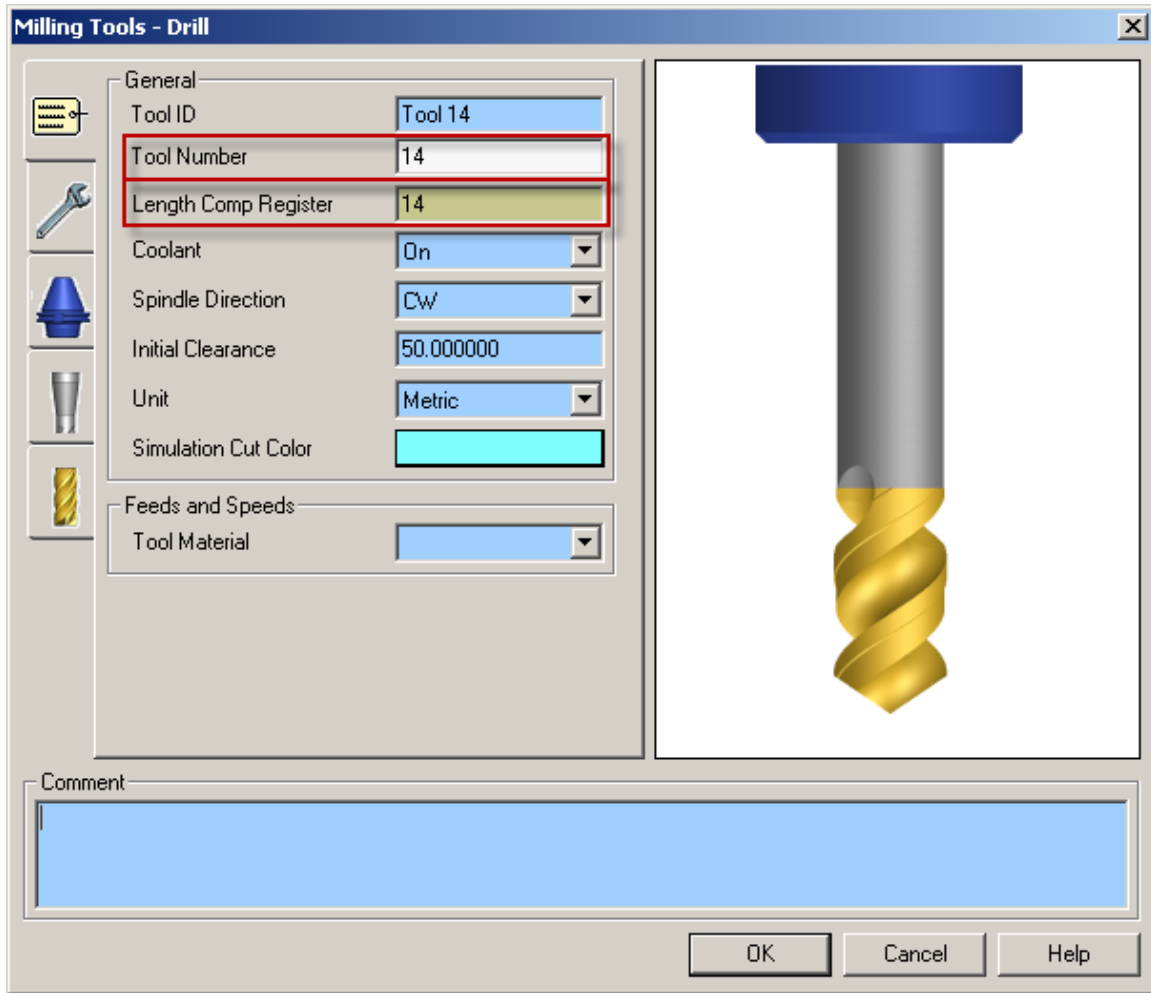 Milling Tools - Drill
General
Tool ID Tool 14
Tool Number 14
Length Comp Register 14
Coolant On
Spindle Direction CW
Initial Clearance 50.000000
Unit Metric
Simulation Cut Color
Feeds and Speeds
Tool Material
Comment
OK Cancel Help